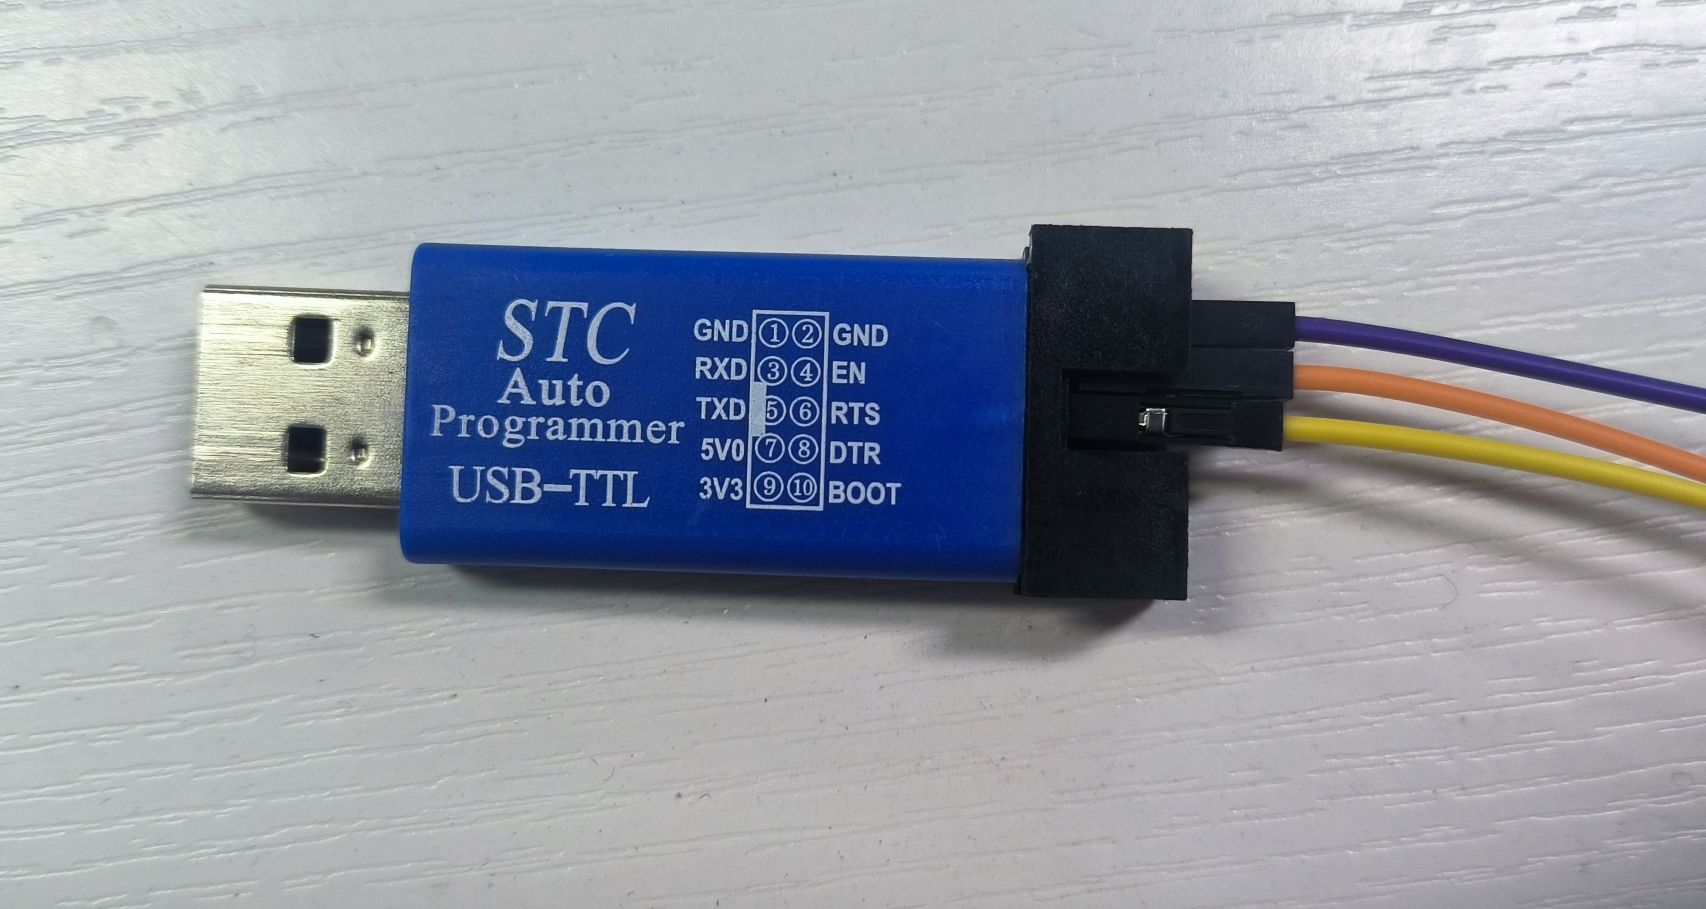 STC
Auto
Programmer
USB-TTL
GND ① ② GND
RXD ③ ④ EN
TXD ⑤ ⑥ RTS
5V0 ⑦ ⑧ DTR
3V3 ⑨ ⑩ BOOT